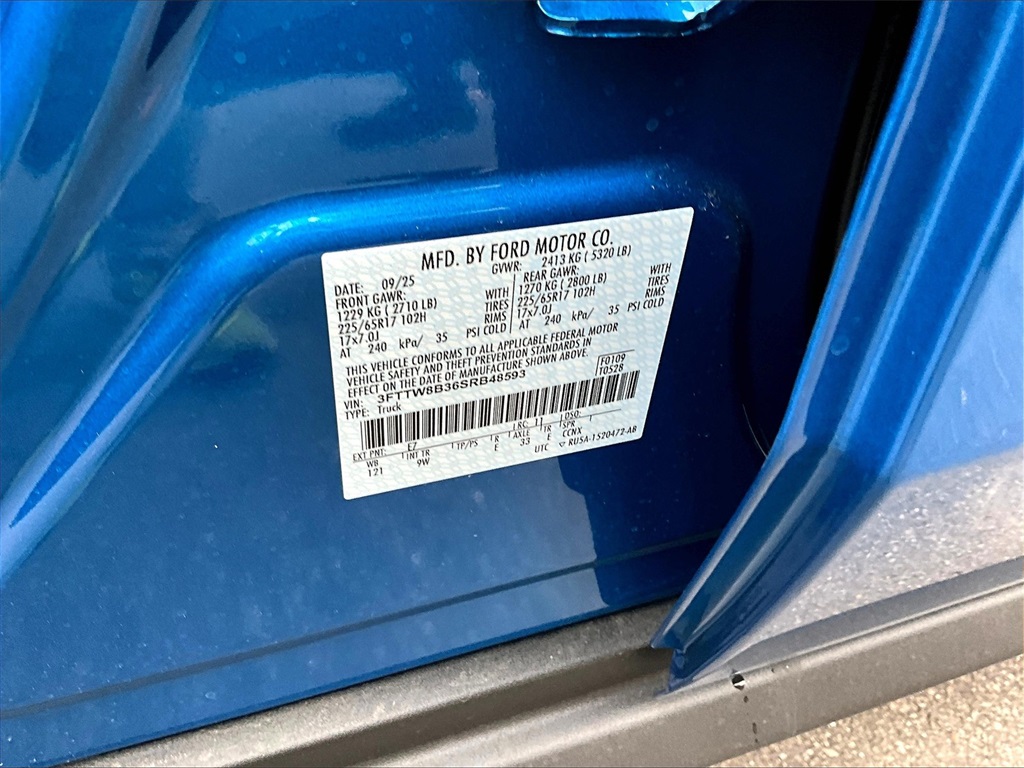 MFD. BY FORD MOTOR CO.
DATE: 09/25 GVWR: 2413 KG ( 5320 LB)
FRONT GAWR: REAR GAWR:
1229 KG ( 2710 LB) WITH 1270 KG ( 2800 LB) WITH
225/65R17 102H TIRES 225/65R17 102H TIRES
17x7.0J RIMS 17x7.0J RIMS
AT 240 kPa/ 35 PSI COLD AT 240 kPa/ 35 PSI COLD
THIS VEHICLE CONFORMS TO ALL APPLICABLE FEDERAL MOTOR
VEHICLE SAFETY AND THEFT PREVENTION STANDARDS IN
EFFECT ON THE DATE OF MANUFACTURE SHOWN ABOVE.
VIN: 3FTTW8B36SRB48593 F0109
TYPE: Truck T0528
EXT PNT: E7 RC: DSO:
WB INT TR TP/PS R AXLE TR SPR
121 9W E 33 E CCNX
UTC ▽ RU5A-1520472-AB